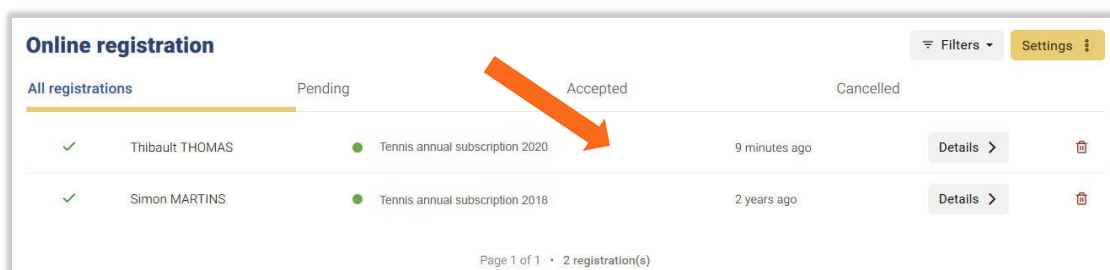 Online registration
Filters
Settings
All registrations Pending Accepted Cancelled
Thibault THOMAS Tennis annual subscription 2020 9 minutes ago Details
Simon MARTINS Tennis annual subscription 2018 2 years ago Details
Page 1 of 1 • 2 registration(s)